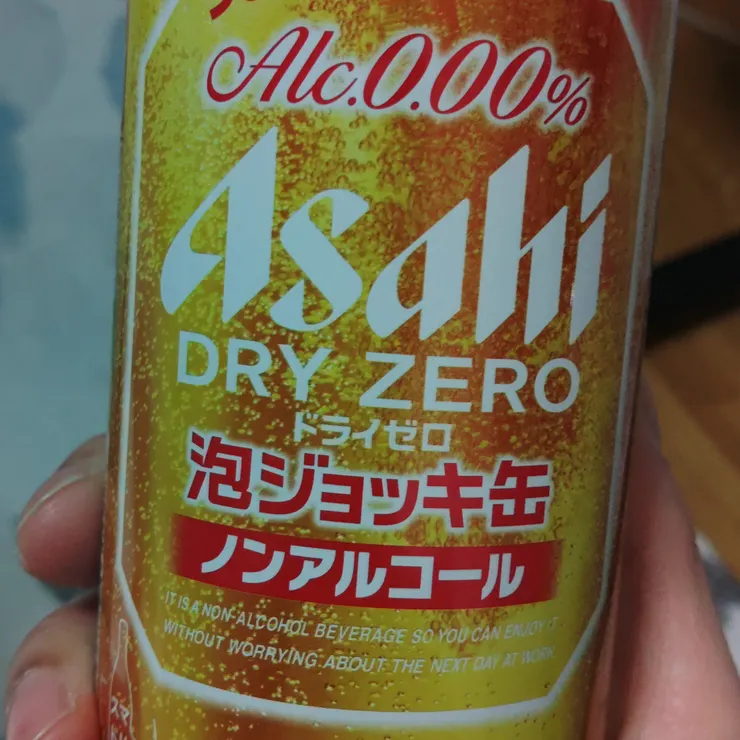 Alc.0.00%
Asahi
DRY ZERO
ドライゼロ
泡ジョッキ缶
ノンアルコール
IT IS A NON-ALCOHOL BEVERAGE SO YOU CAN ENJOY IT
WITHOUT WORRYING ABOUT THE NEXT DAY AT WORK.
スマ